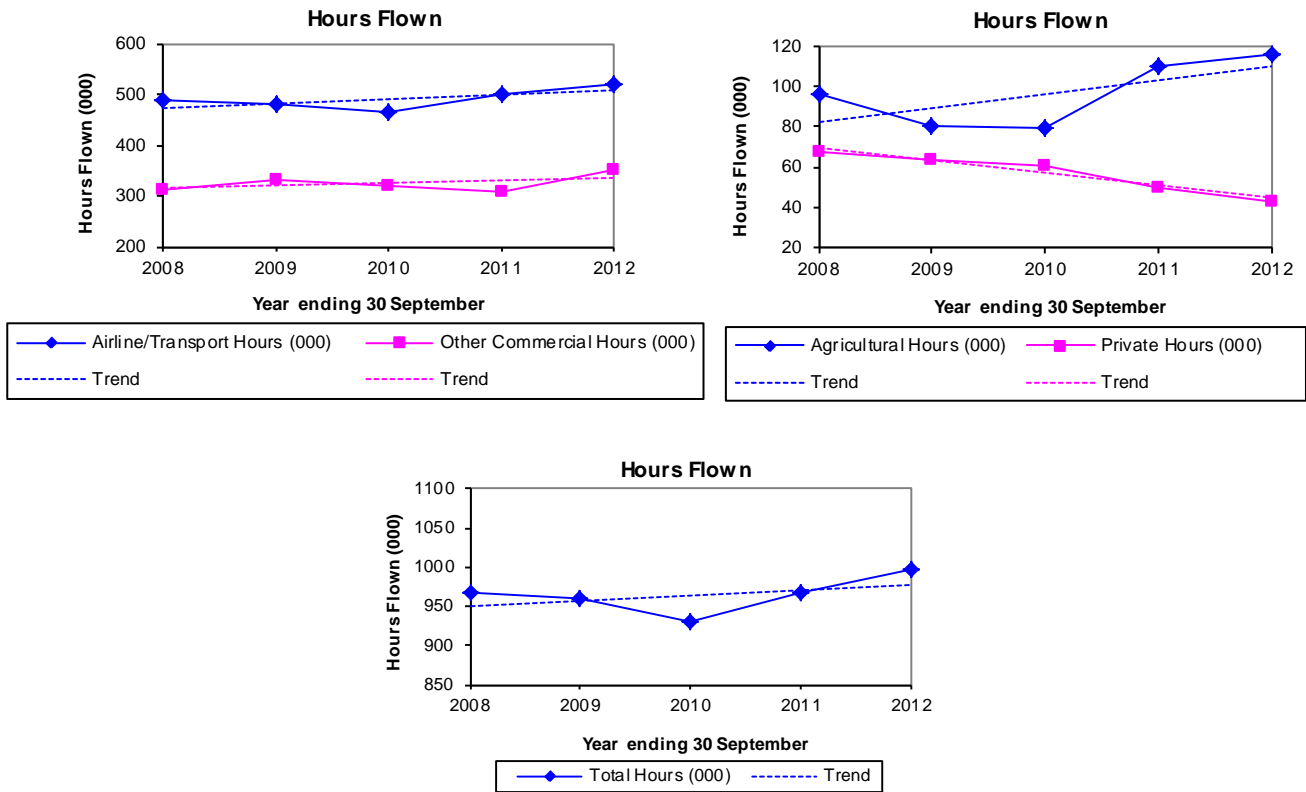 Hours Flown
600
500
400
300
200
Hours Flown (000)
2008 2009 2010 2011 2012
Year ending 30 September
Airline/Transport Hours (000) Other Commercial Hours (000)
Trend Trend
Hours Flown
120
100
80
60
40
20
Hours Flown (000)
2008 2009 2010 2011 2012
Year ending 30 September
Agricultural Hours (000) Private Hours (000)
Trend Trend
Hours Flown
1100
1050
1000
950
900
850
Hours Flown (000)
2008 2009 2010 2011 2012
Year ending 30 September
Total Hours (000) Trend